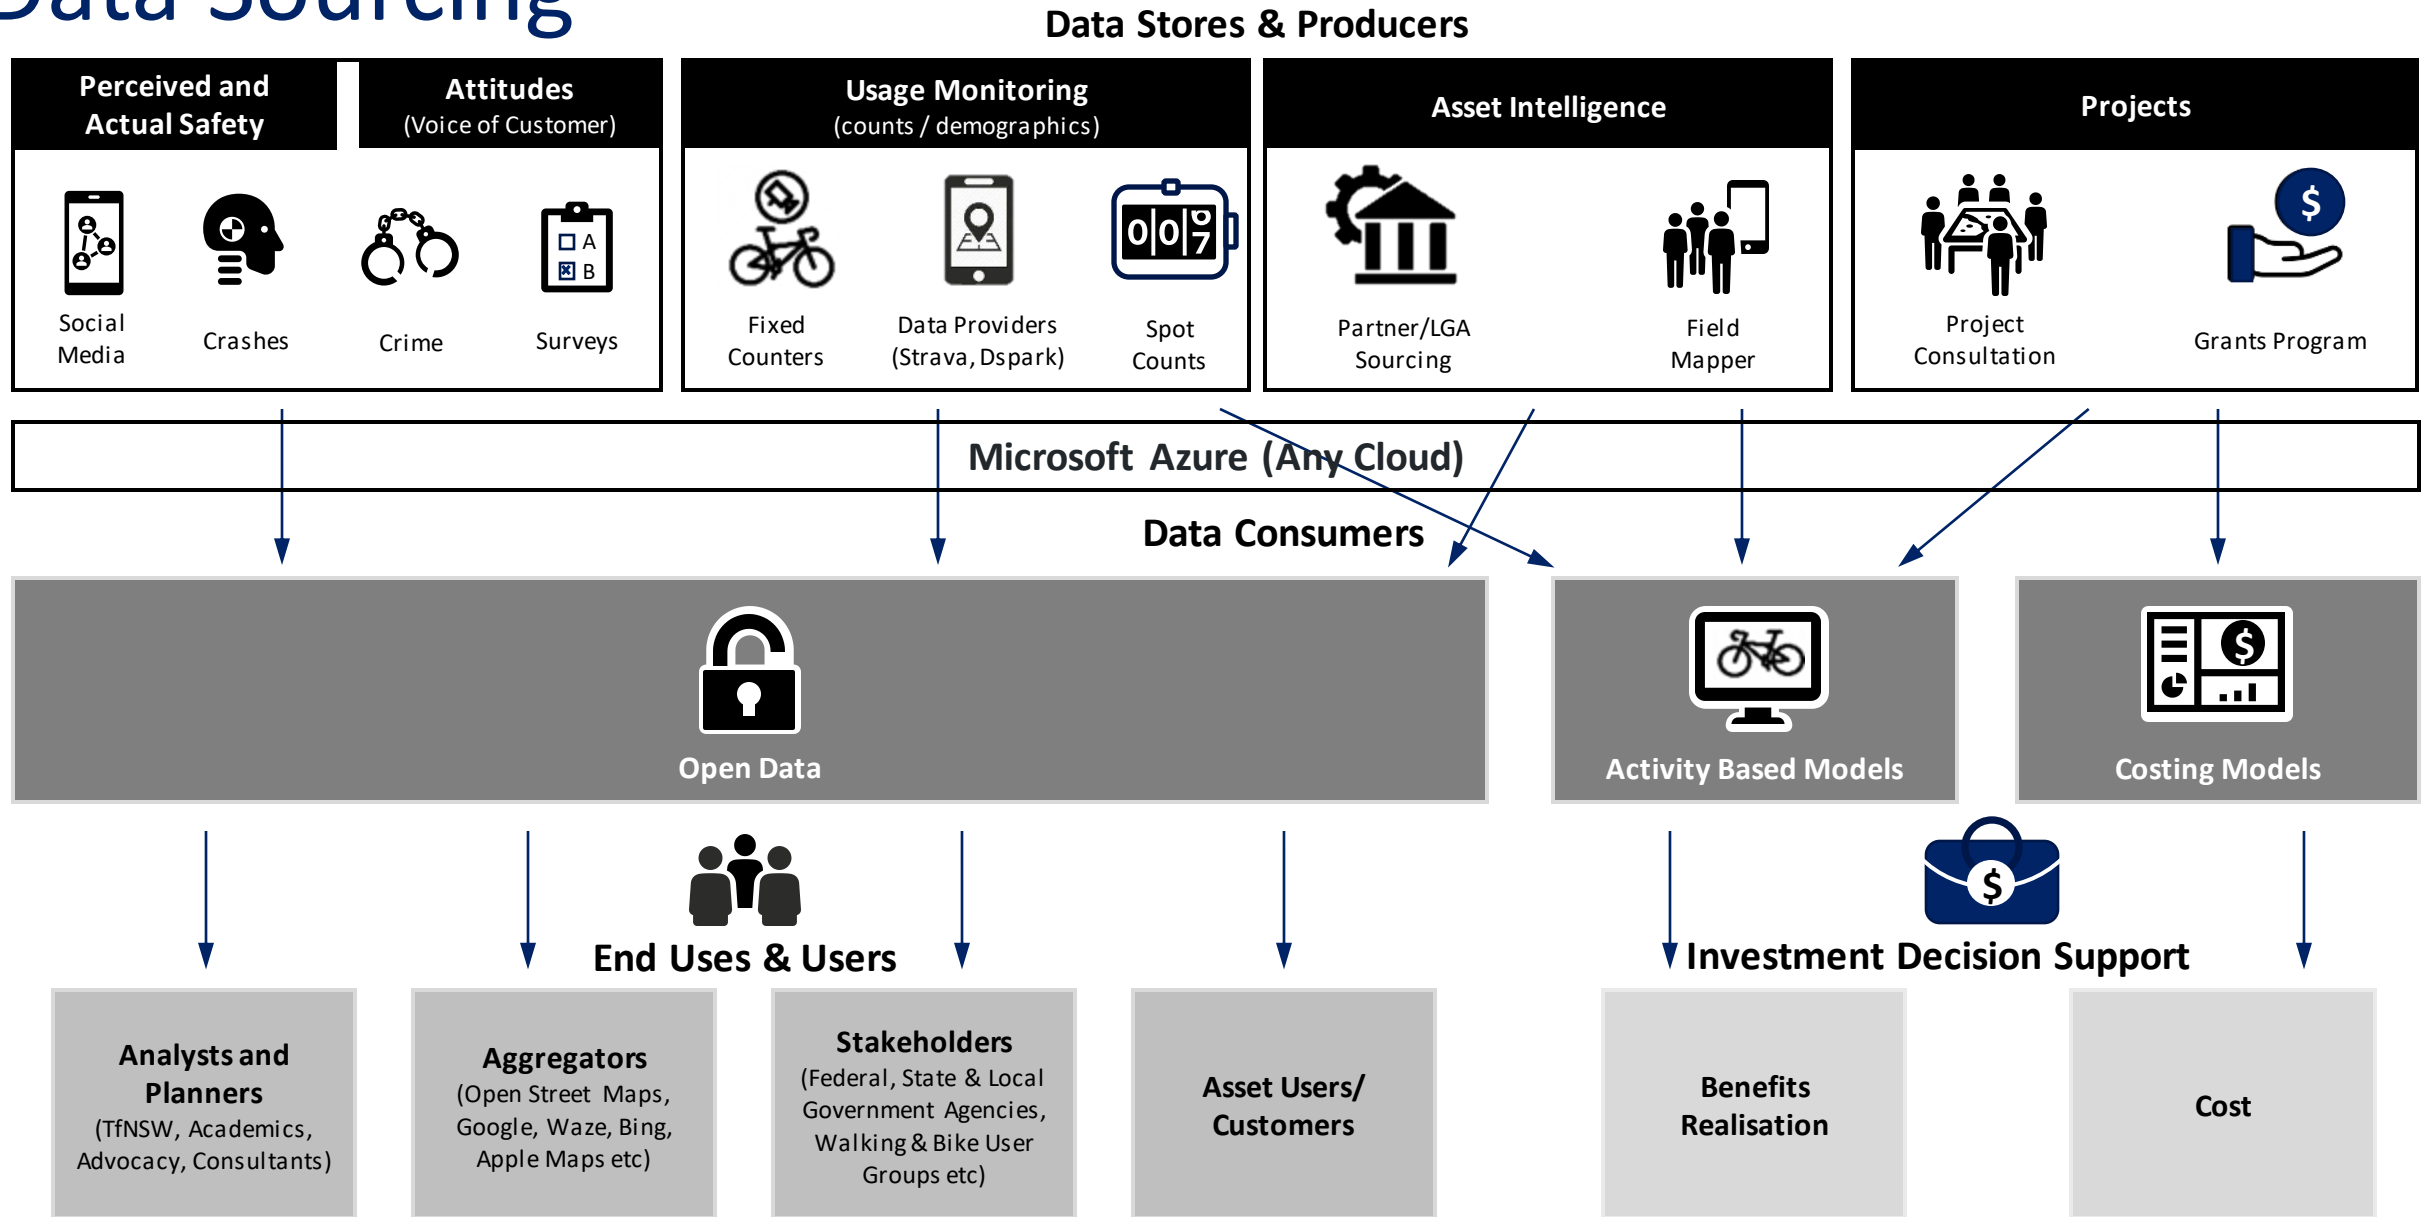 Data Sourcing
Data Stores & Producers
Perceived and
Actual Safety
Attitudes
(Voice of Customer)
Usage Monitoring
(counts / demographics)
Asset Intelligence
Projects
A
B
0 0 7
$
Social
Media
Crashes
Crime
Surveys
Fixed
Counters
Data Providers
(Strava, Dspark)
Spot
Counts
Partner/LGA
Sourcing
Field
Mapper
Project
Consultation
Grants Program
Microsoft Azure (Any Cloud)
Data Consumers
$
Open Data
Activity Based Models
Costing Models
$
End Uses & Users
Investment Decision Support
Analysts and
Planners
(TfNSW, Academics,
Advocacy, Consultants)
Aggregators
(Open Street Maps,
Google, Waze, Bing,
Apple Maps etc)
Stakeholders
(Federal, State & Local
Government Agencies,
Walking & Bike User
Groups etc)
Asset Users/
Customers
Benefits
Realisation
Cost